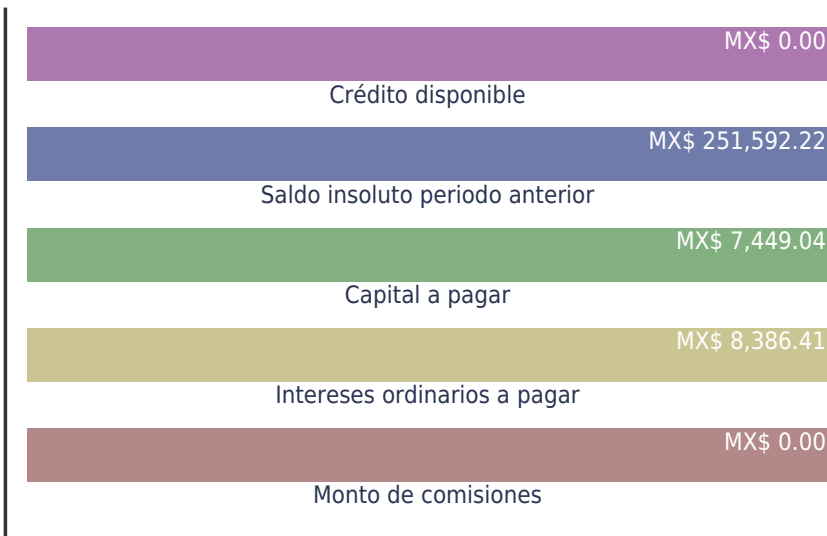 MX$ 0.00
Crédito disponible
MX$ 251,592.22
Saldo insoluto periodo anterior
MX$ 7,449.04
Capital a pagar
MX$ 8,386.41
Intereses ordinarios a pagar
MX$ 0.00
Monto de comisiones